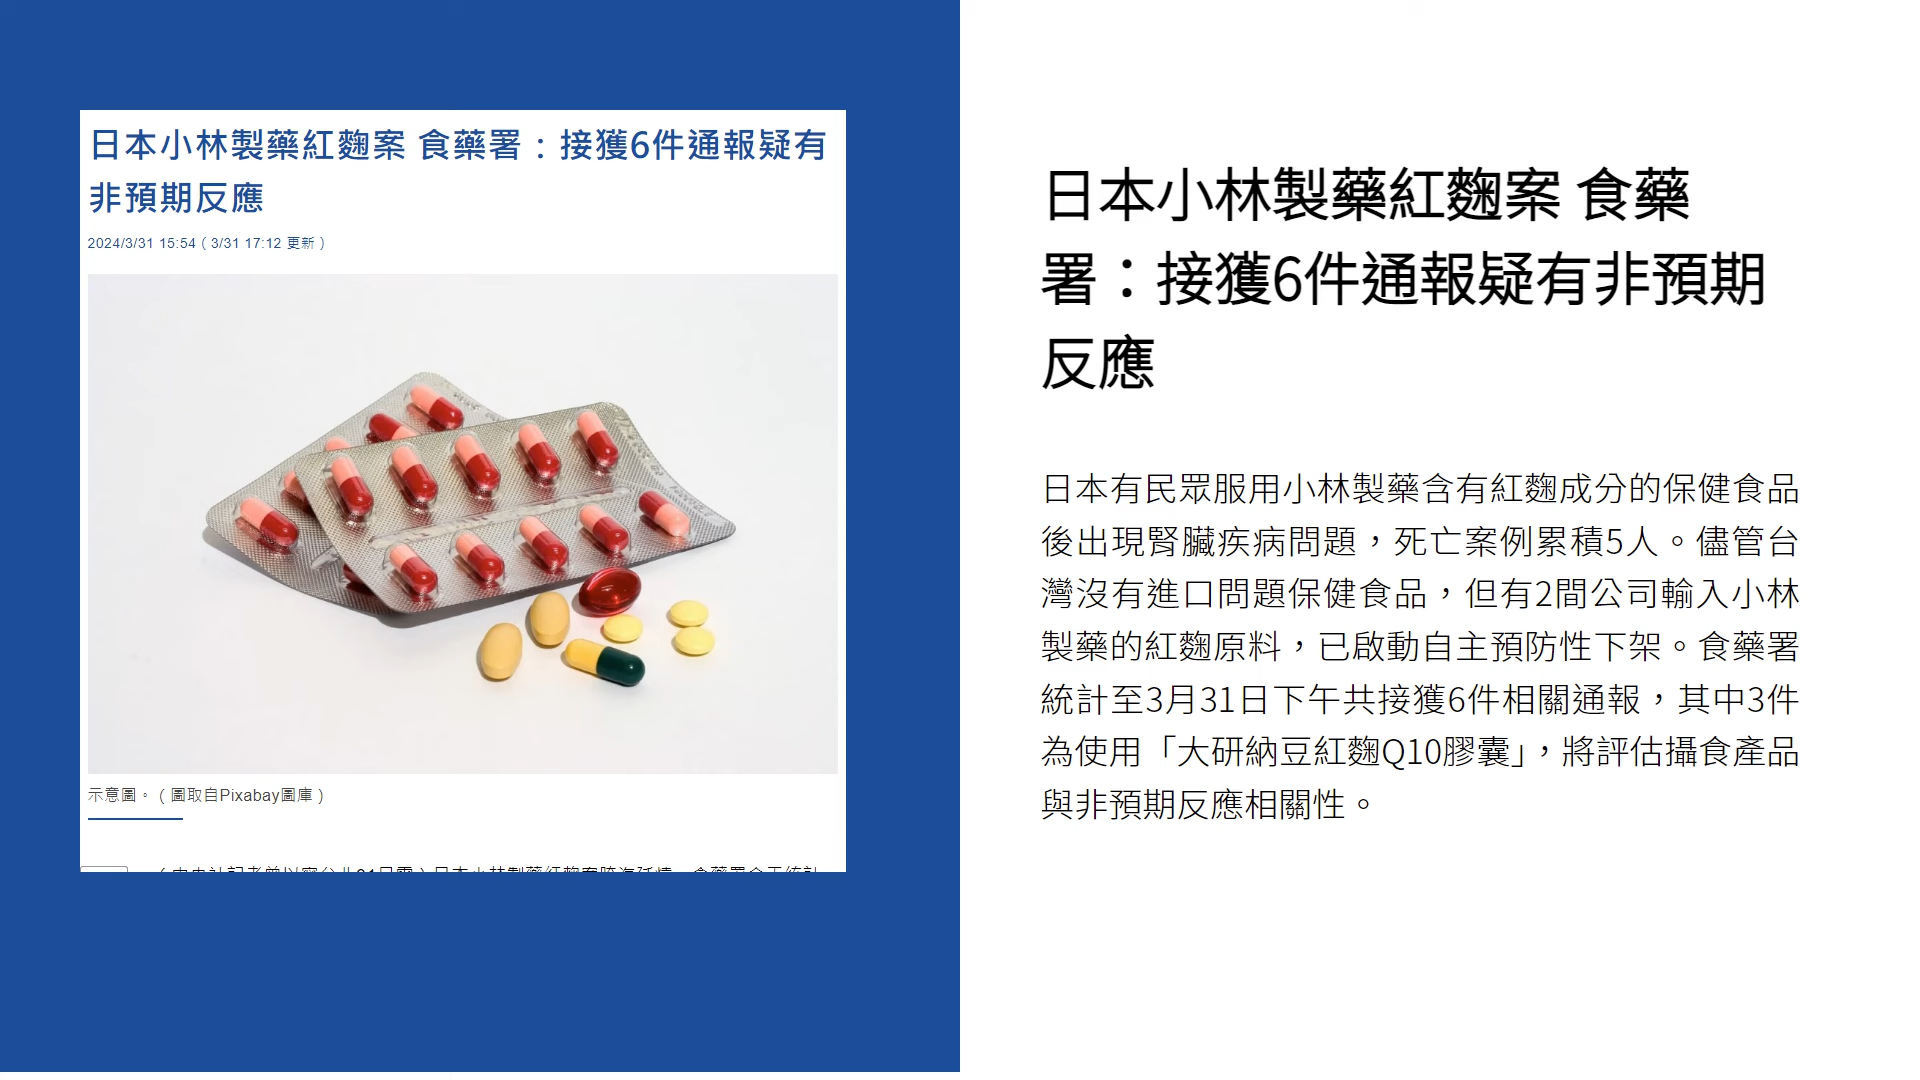 日本小林製藥紅麴案 食藥署：接獲6件通報疑有
非預期反應
2024/3/31 15:54（3/31 17:12 更新）
示意圖。（圖取自Pixabay圖庫）
日本小林製藥紅麴案 食藥
署：接獲6件通報疑有非預期
反應
日本有民眾服用小林製藥含有紅麴成分的保健食品
後出現腎臟疾病問題，死亡案例累積5人。儘管台
灣沒有進口問題保健食品，但有2間公司輸入小林
製藥的紅麴原料，已啟動自主預防性下架。食藥署
統計至3月31日下午共接獲6件相關通報，其中3件
為使用「大研納豆紅麴Q10膠囊」，將評估攝食產品
與非預期反應相關性。